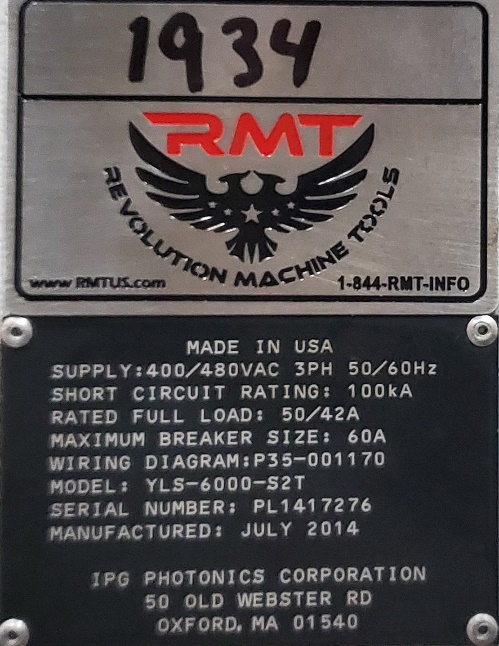 1934
RMT
REVOLUTION MACHINE TOOLS
www.RMTUS.com
1-844-RMT-INFO
MADE IN USA
SUPPLY:400/480VAC 3PH 50/60Hz
SHORT CIRCUIT RATING: 100kA
RATED FULL LOAD: 50/42A
MAXIMUM BREAKER SIZE: 60A
WIRING DIAGRAM:P35-001170
MODEL: YLS-6000-S2T
SERIAL NUMBER: PL1417276
MANUFACTURED: JULY 2014
IPG PHOTONICS CORPORATION
50 OLD WEBSTER RD
OXFORD, MA 01540